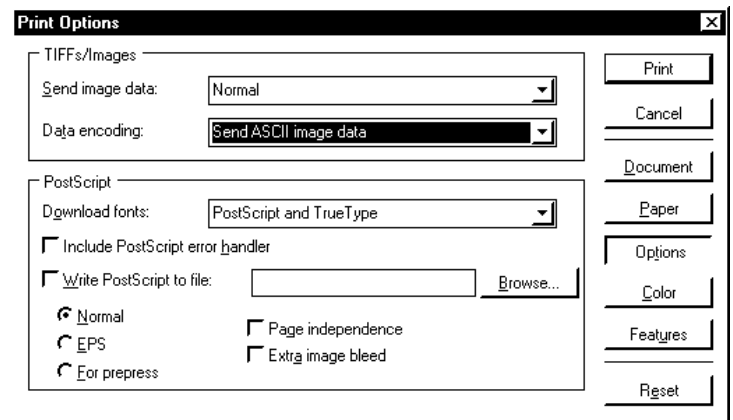 Print Options
TIFFs/Images
Send image data: Normal
Data encoding: Send ASCII image data
PostScript
Download fonts: PostScript and TrueType
Include PostScript error handler
Write PostScript to file: Browse...
Normal
EPS
For prepress
Page independence
Extra image bleed
Print
Cancel
Document
Paper
Options
Color
Features
Reset